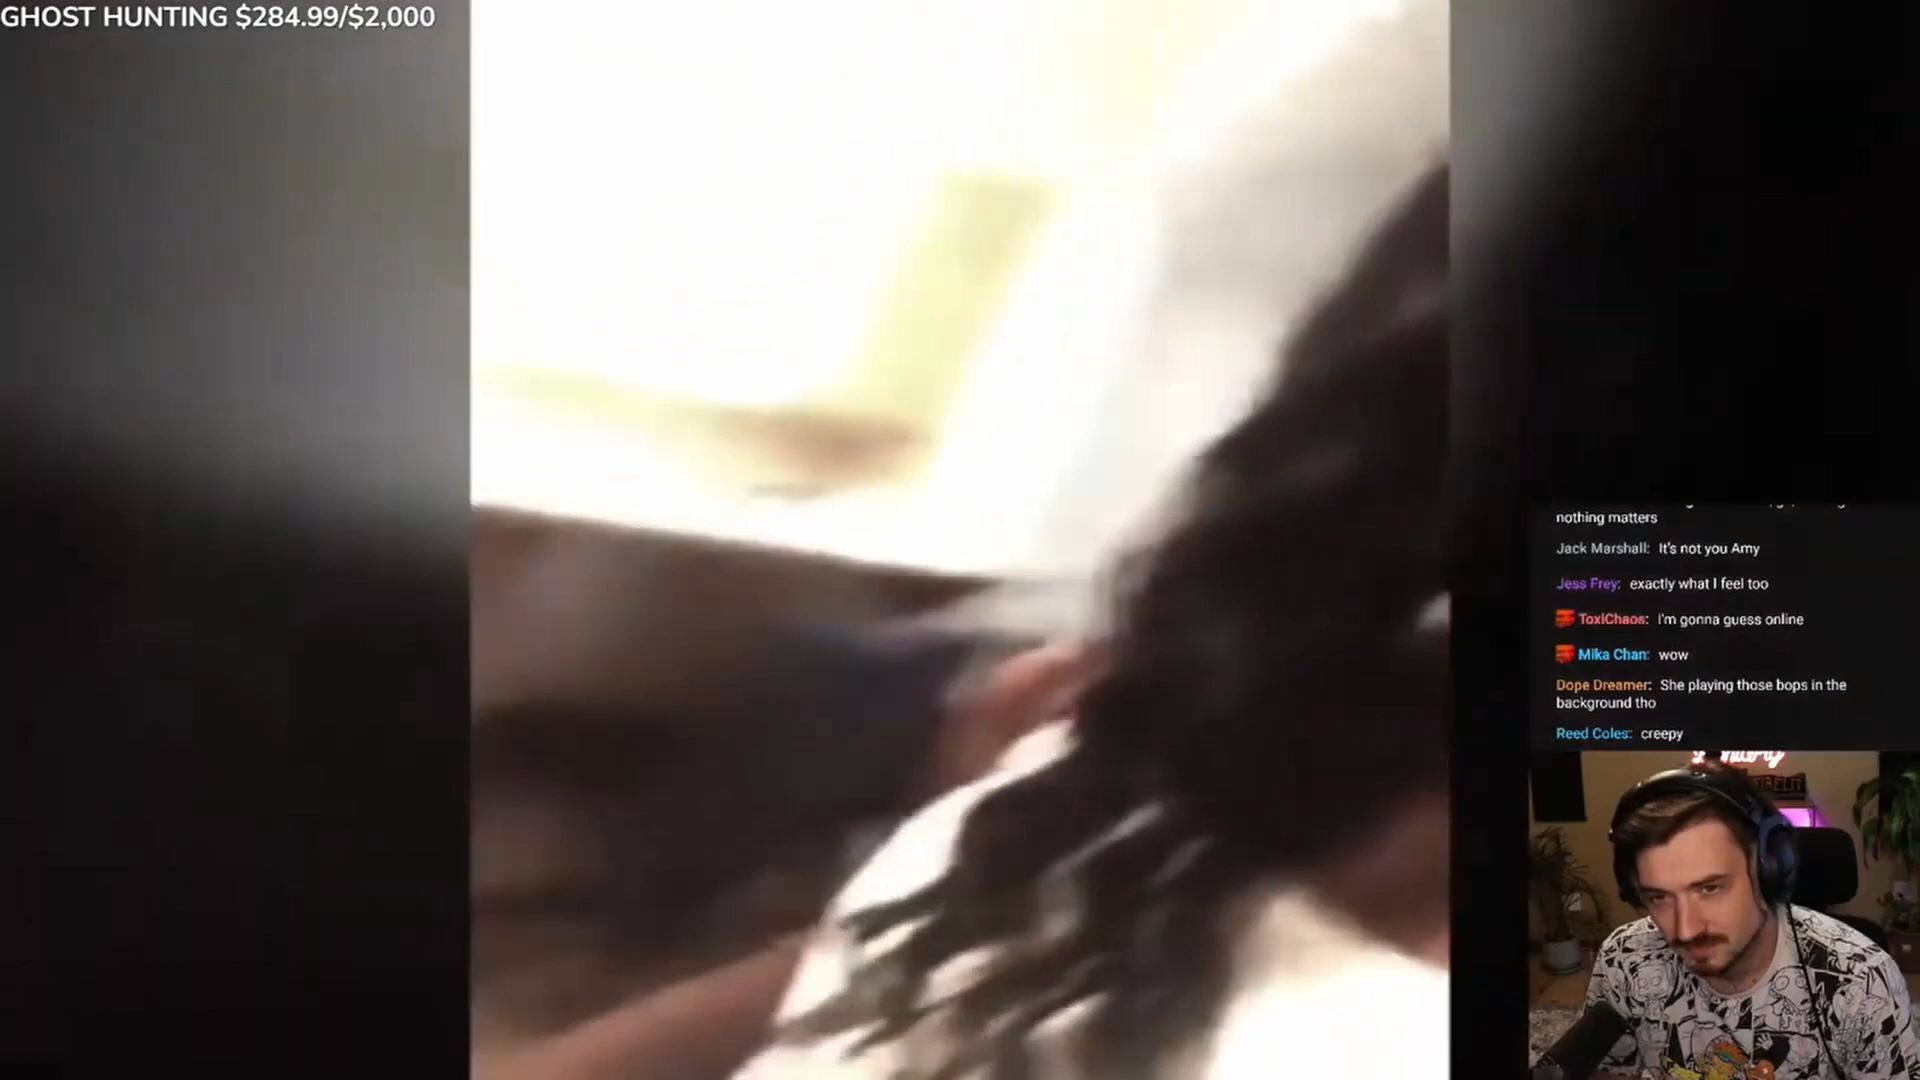 GHOST HUNTING $284.99/$2,000
nothing matters
Jack Marshall: It's not you Amy
Jess Frey: exactly what I feel too
ToxiChaos: I'm gonna guess online
Mika Chan: wow
Dope Dreamer: She playing those bops in the
background tho
Reed Coles: creepy